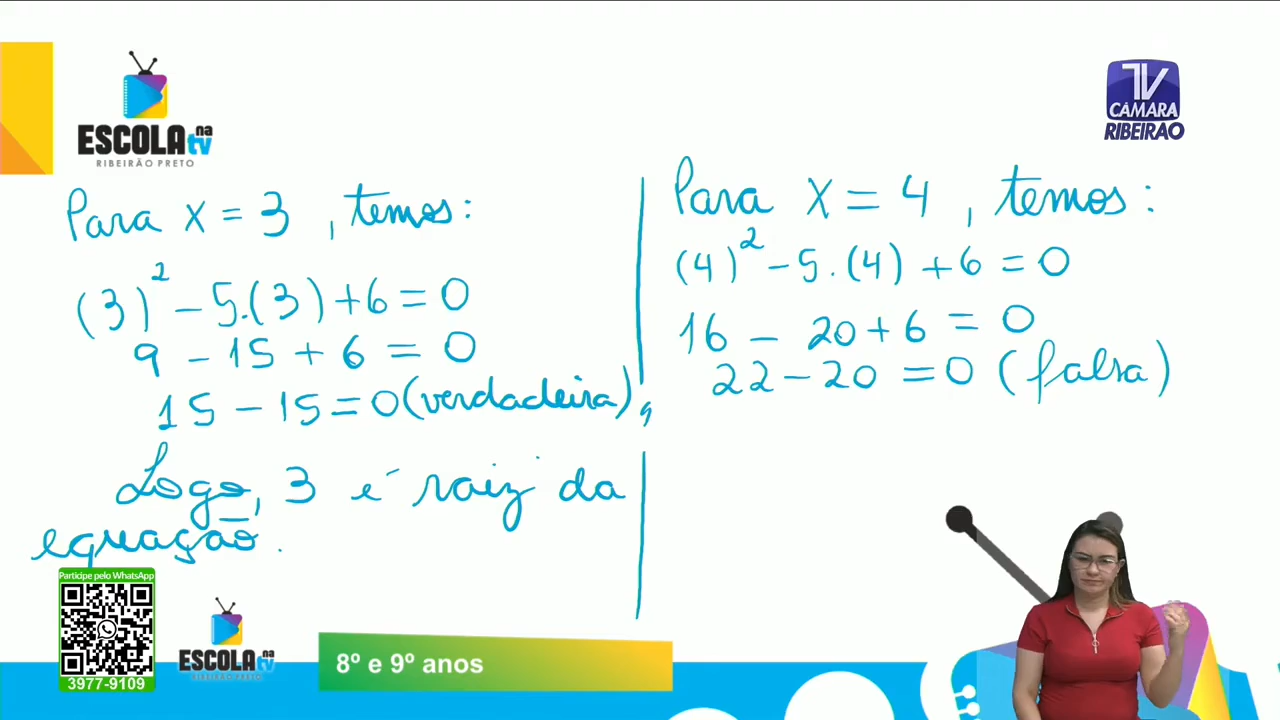 ESCOLA na tv
RIBEIRÃO PRETO
TV
CÂMARA
RIBEIRÃO
Para x = 3 , temos:
(3)² - 5.(3) + 6 = 0
9 - 15 + 6 = 0
15 - 15 = 0 (verdadeira),
Logo, 3 é raiz da
equação.
Para x = 4 , temos:
(4)² - 5.(4) + 6 = 0
16 - 20 + 6 = 0
22 - 20 = 0 (falsa)
Participe pelo WhatsApp
3977-9109
ESCOLA na tv
RIBEIRÃO PRETO
8º e 9º anos